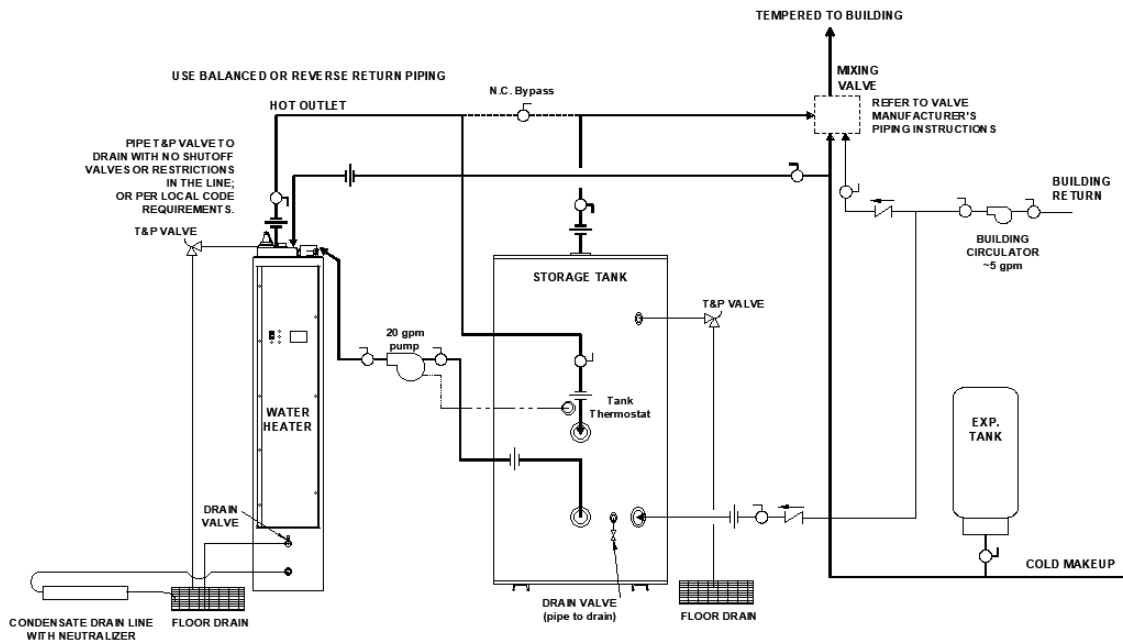 TEMPERED TO BUILDING
USE BALANCED OR REVERSE RETURN PIPING
N.C. Bypass
MIXING
VALVE
HOT OUTLET
REFER TO VALVE
MANUFACTURER'S
PIPING INSTRUCTIONS
PIPE T&P VALVE TO
DRAIN WITH NO SHUTOFF
VALVES OR RESTRICTIONS
IN THE LINE;
OR PER LOCAL CODE
REQUIREMENTS.
BUILDING
RETURN
T&P VALVE
BUILDING
CIRCULATOR
~5 gpm
STORAGE TANK
T&P VALVE
20 gpm
pump
Tank
Thermostat
WATER
HEATER
EXP.
TANK
DRAIN
VALVE
COLD MAKEUP
DRAIN VALVE
(pipe to drain)
FLOOR DRAIN
FLOOR DRAIN
CONDENSATE DRAIN LINE
WITH NEUTRALIZER